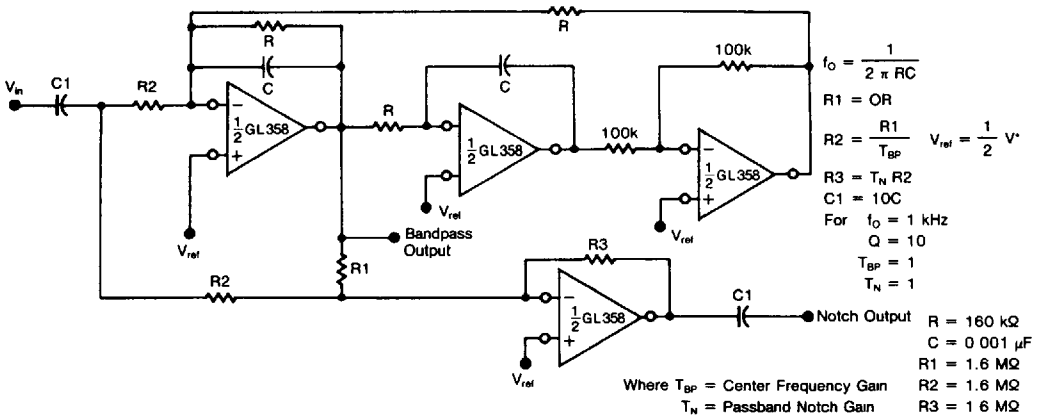 R
R
100k
C
C
V_in
C1
R2
R
100k
1/2 GL358
1/2 GL358
1/2 GL358
V_ref
V_ref
V_ref
Bandpass
Output
R1
R2
R3
1/2 GL358
V_ref
C1
Notch Output
f_O = 1 / 2 π RC
R1 = OR
R2 = R1 / T_BP V_ref = 1/2 V+
R3 = T_N R2
C1 = 10C
For f_O = 1 kHz
Q = 10
T_BP = 1
T_N = 1
R = 160 kΩ
C = 0 001 μF
R1 = 1.6 MΩ
Where T_BP = Center Frequency Gain R2 = 1.6 MΩ
T_N = Passband Notch Gain R3 = 1 6 MΩ